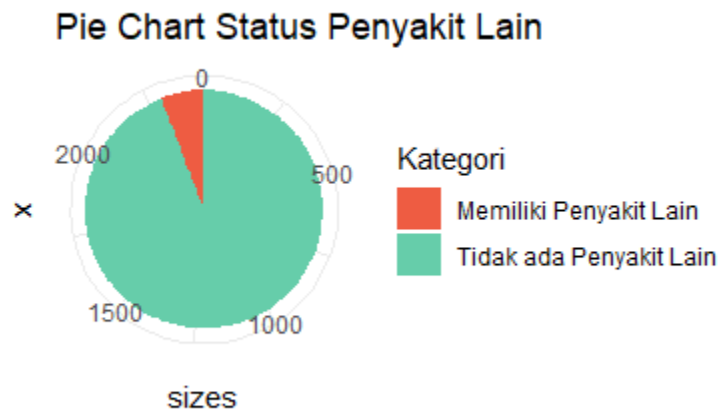 Pie Chart Status Penyakit Lain
0
500
1000
1500
2000
x
sizes
Kategori
Memiliki Penyakit Lain
Tidak ada Penyakit Lain